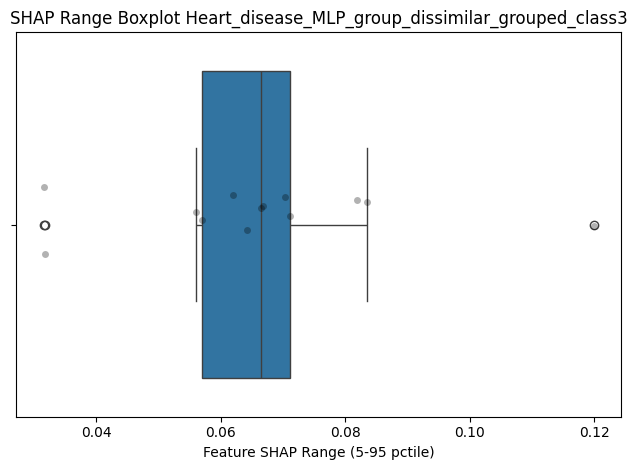 SHAP Range Boxplot Heart_disease_MLP_group_dissimilar_grouped_class3
0.04 0.06 0.08 0.10 0.12
Feature SHAP Range (5-95 pctile)